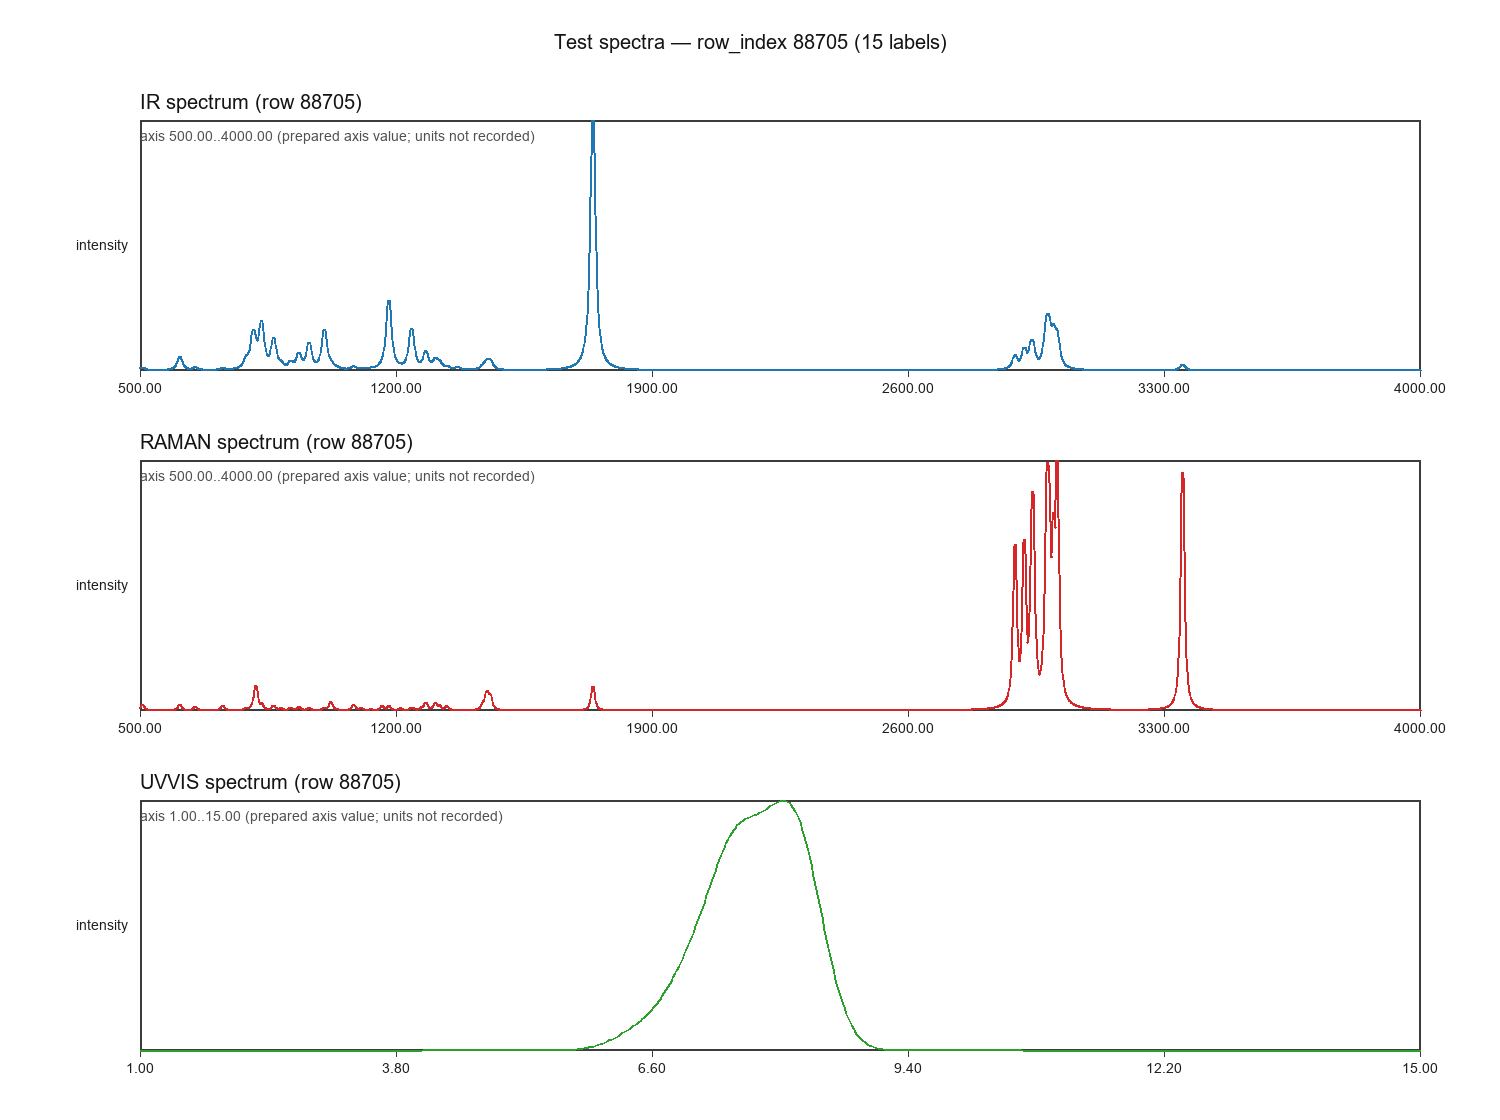 Test spectra — row_index 88705 (15 labels)
IR spectrum (row 88705)
axis 500.00..4000.00 (prepared axis value; units not recorded)
intensity
500.00 1200.00 1900.00 2600.00 3300.00 4000.00
RAMAN spectrum (row 88705)
axis 500.00..4000.00 (prepared axis value; units not recorded)
intensity
500.00 1200.00 1900.00 2600.00 3300.00 4000.00
UVVIS spectrum (row 88705)
axis 1.00..15.00 (prepared axis value; units not recorded)
intensity
1.00 3.80 6.60 9.40 12.20 15.00